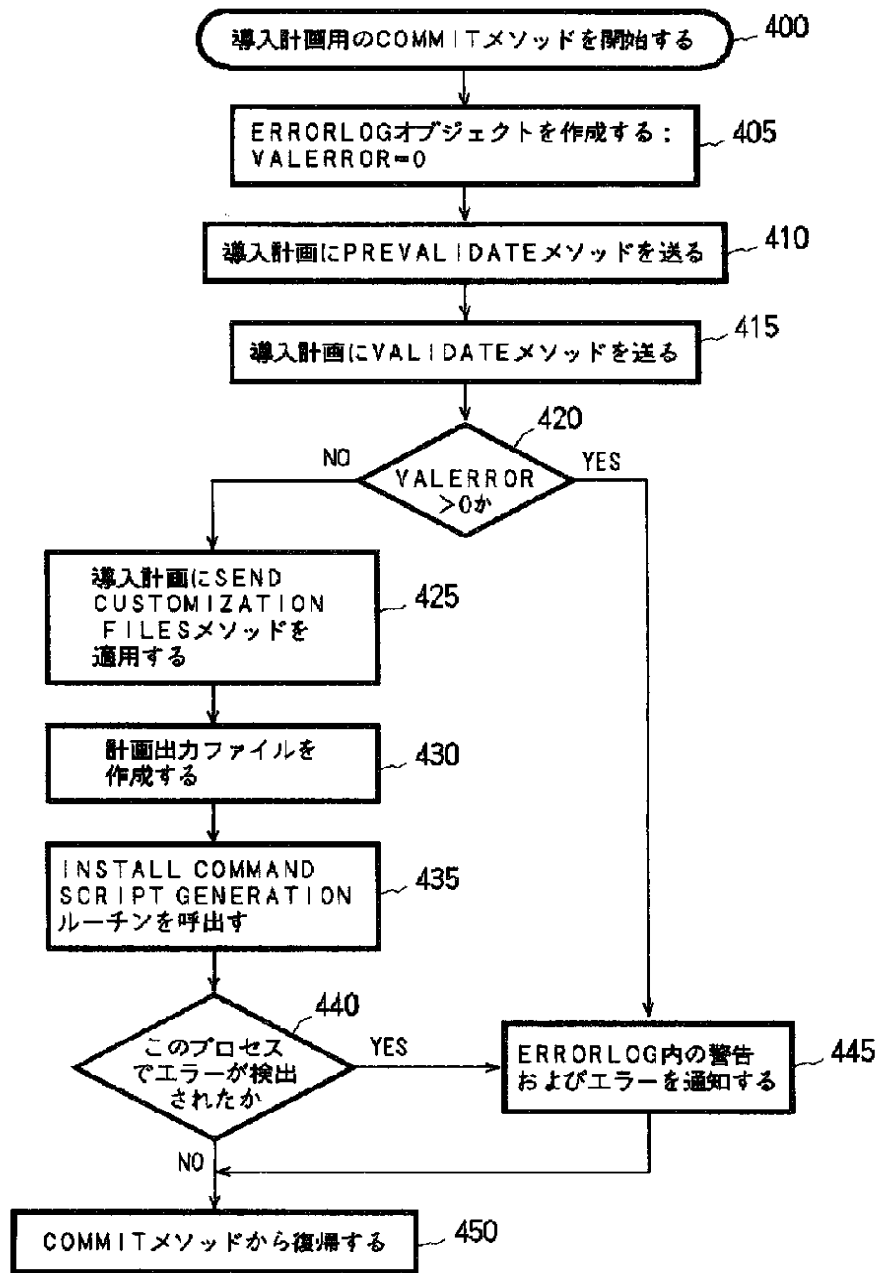 導入計画用のCOMMITメソッドを開始する
400
ERRORLOGオブジェクトを作成する:
VALERROR=0
405
導入計画にPREVALIDATEメソッドを送る
410
導入計画にVALIDATEメソッドを送る
415
420
NO
YES
VALERROR
>0か
導入計画にSEND
CUSTOMIZATION
FILESメソッドを
適用する
425
計画出力ファイルを
作成する
430
INSTALL COMMAND
SCRIPT GENERATION
ルーチンを呼出す
435
440
このプロセス
でエラーが検出
されたか
YES
ERRORLOG内の警告
およびエラーを通知する
445
NO
COMMITメソッドから復帰する
450